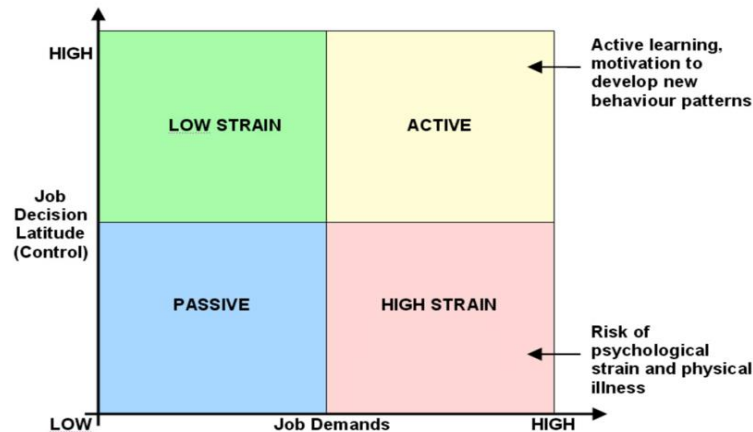 HIGH
Active learning,
motivation to
develop new
behaviour patterns
LOW STRAIN
ACTIVE
Job
Decision
Latitude
(Control)
PASSIVE
HIGH STRAIN
Risk of
psychological
strain and physical
illness
LOW
Job Demands
HIGH